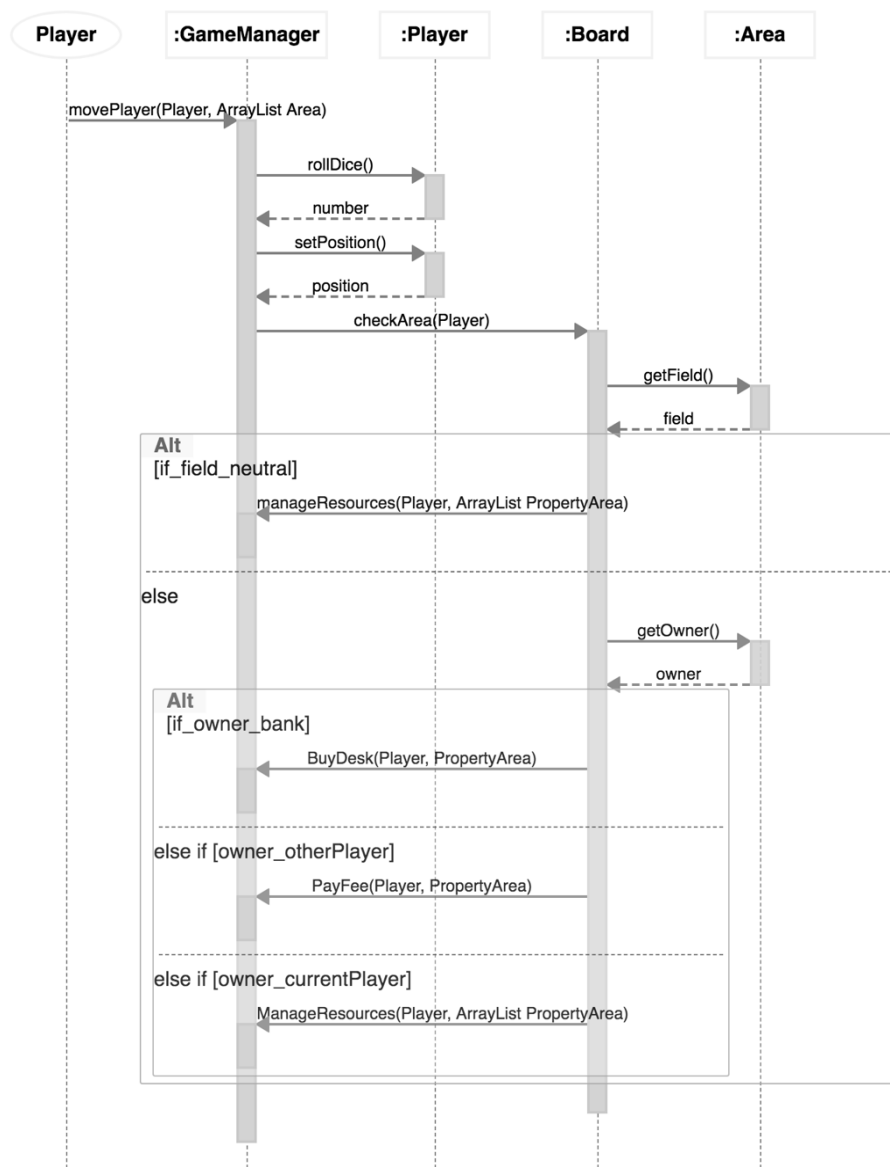 Player :GameManager :Player :Board :Area
movePlayer(Player, ArrayList Area)
rollDice()
number
setPosition()
position
checkArea(Player)
getField()
field
Alt
[if_field_neutral]
manageResources(Player, ArrayList PropertyArea)
else
getOwner()
owner
Alt
[if_owner_bank]
BuyDesk(Player, PropertyArea)
else if [owner_otherPlayer]
PayFee(Player, PropertyArea)
else if [owner_currentPlayer]
ManageResources(Player, ArrayList PropertyArea)